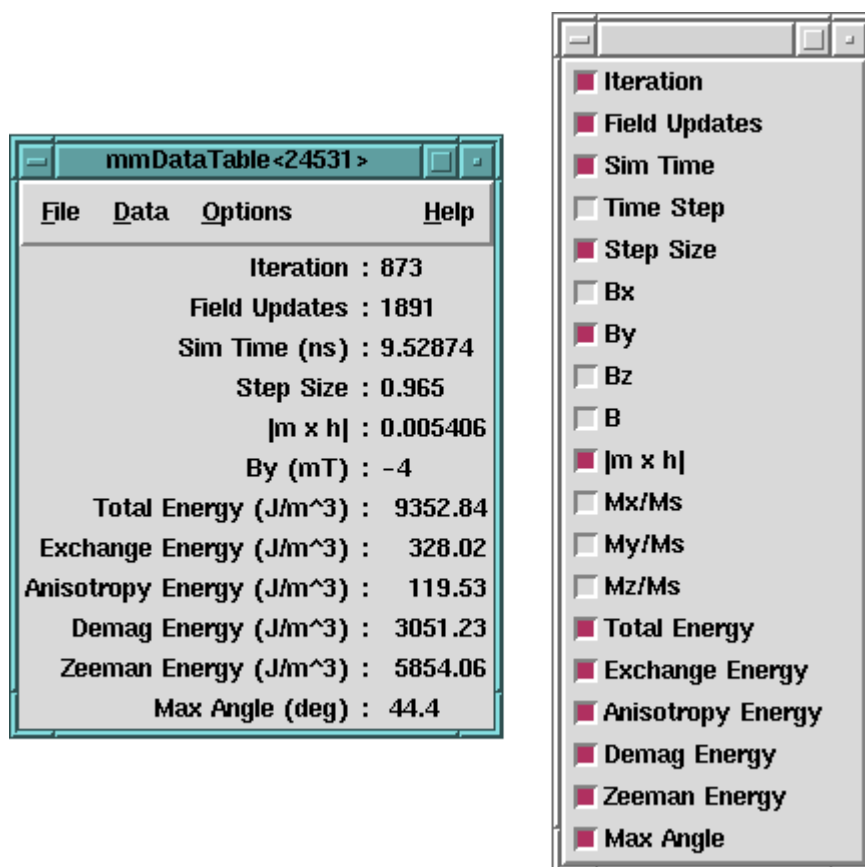 mmDataTable<24531>
File Data Options Help
Iteration : 873
Field Updates : 1891
Sim Time (ns) : 9.52874
Step Size : 0.965
|m x h| : 0.005406
By (mT) : -4
Total Energy (J/m^3) : 9352.84
Exchange Energy (J/m^3) : 328.02
Anisotropy Energy (J/m^3) : 119.53
Demag Energy (J/m^3) : 3051.23
Zeeman Energy (J/m^3) : 5854.06
Max Angle (deg) : 44.4
Iteration
Field Updates
Sim Time
Time Step
Step Size
Bx
By
Bz
B
|m x h|
Mx/Ms
My/Ms
Mz/Ms
Total Energy
Exchange Energy
Anisotropy Energy
Demag Energy
Zeeman Energy
Max Angle